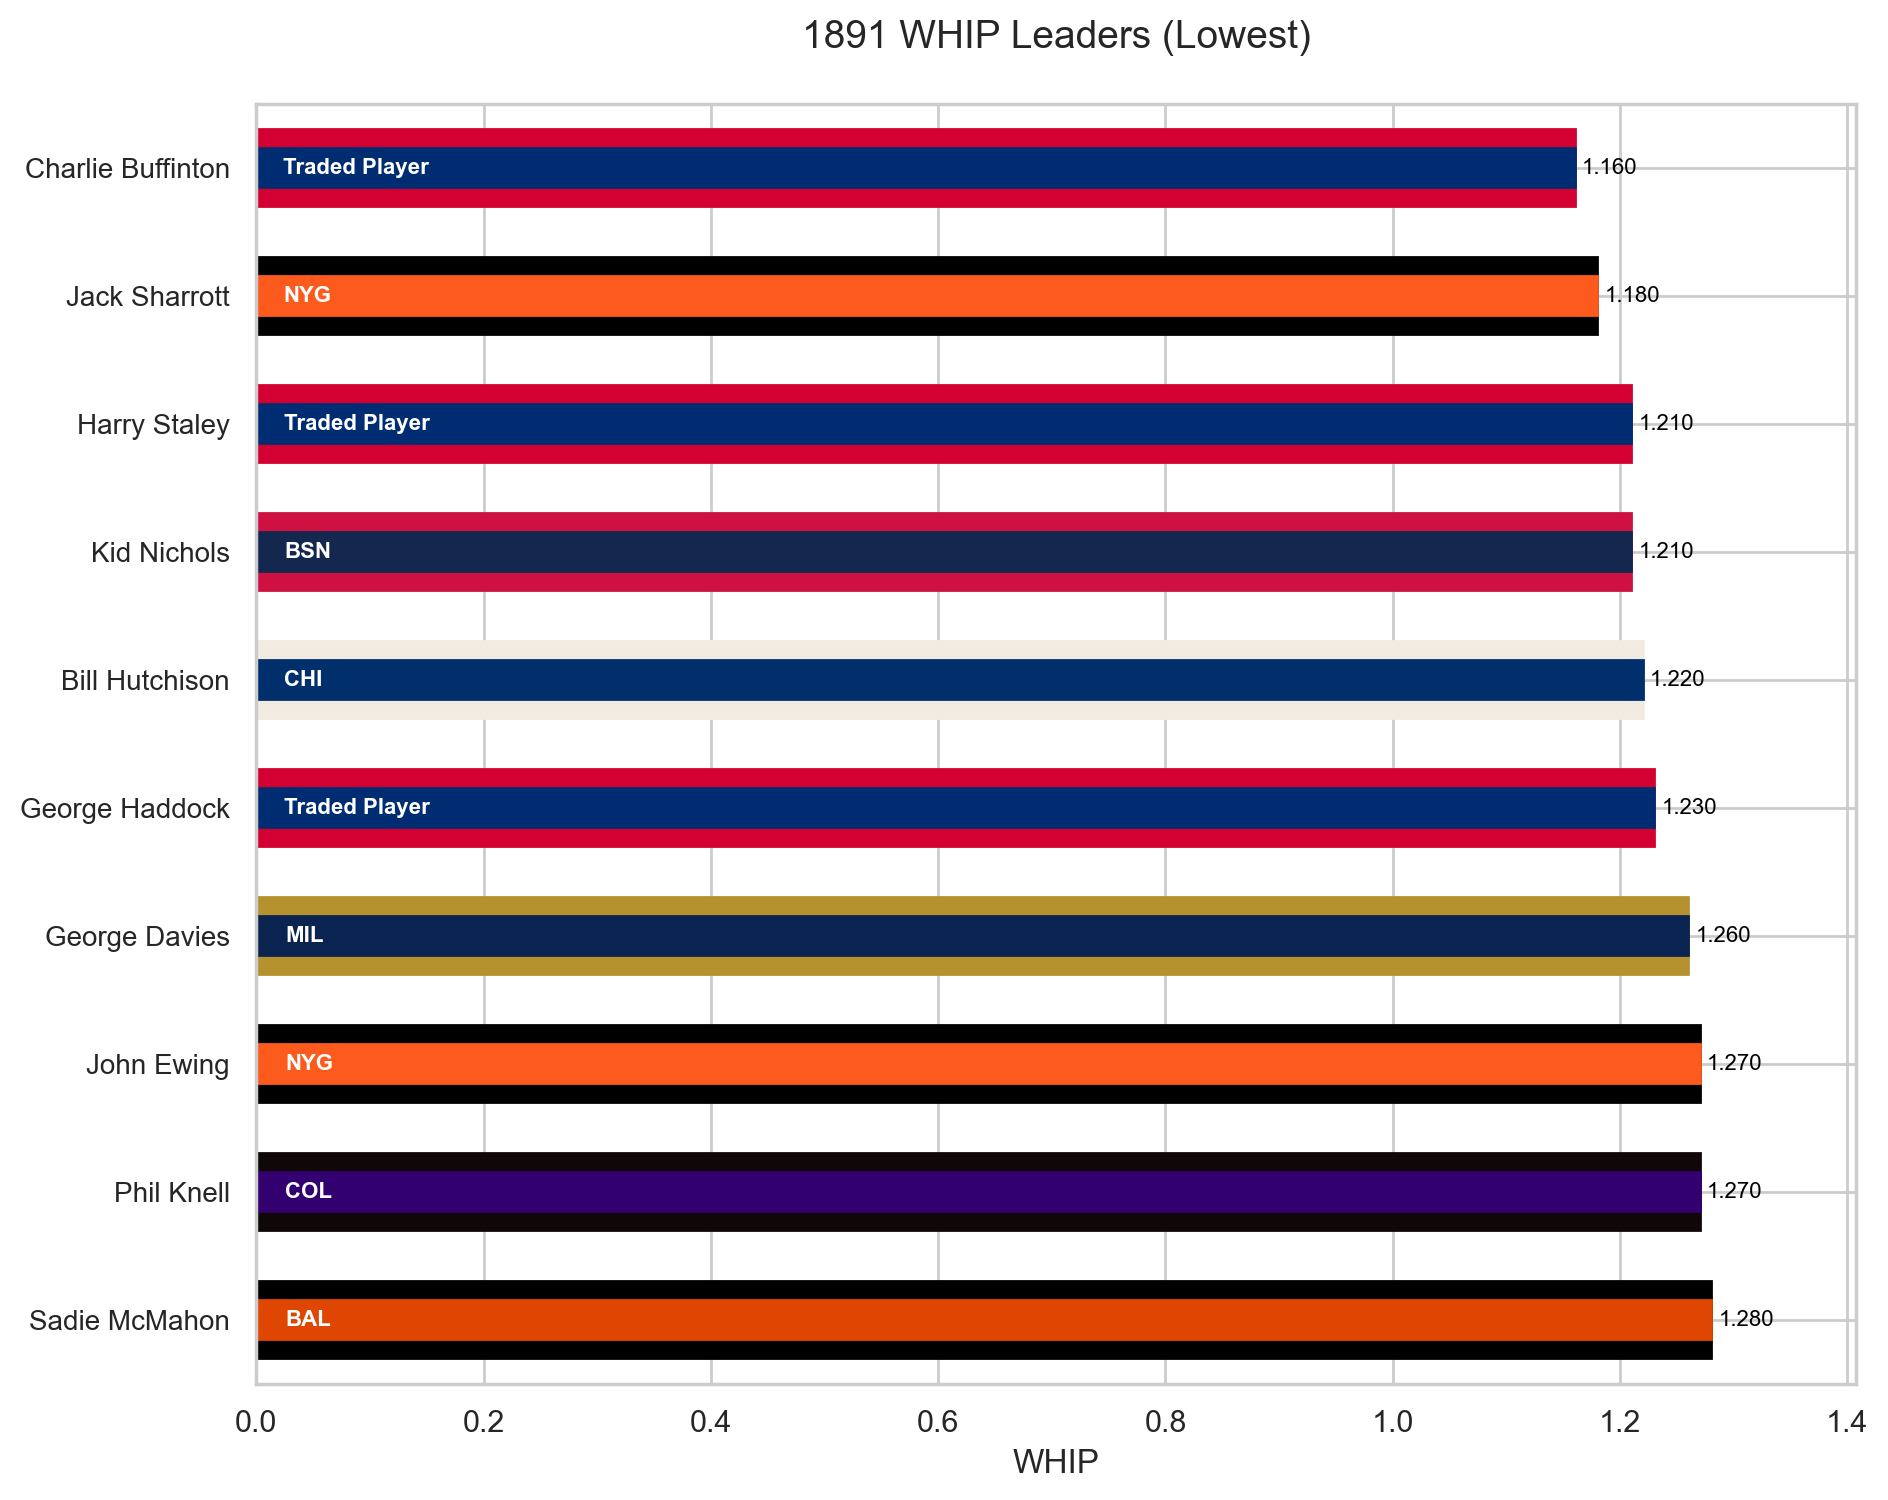 1891 WHIP Leaders (Lowest)
Charlie Buffinton Traded Player 1.160
Jack Sharrott NYG 1.180
Harry Staley Traded Player 1.210
Kid Nichols BSN 1.210
Bill Hutchison CHI 1.220
George Haddock Traded Player 1.230
George Davies MIL 1.260
John Ewing NYG 1.270
Phil Knell COL 1.270
Sadie McMahon BAL 1.280
0.0 0.2 0.4 0.6 0.8 1.0 1.2 1.4
WHIP